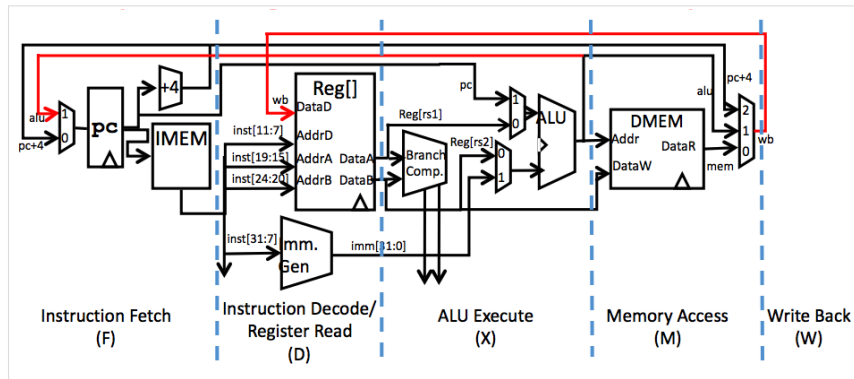 pc+4
alu
1
0
pc+4
pc
+4
IMEM
wb
Reg[]
DataD
AddrD
AddrA
AddrB
DataA
DataB
inst[11:7]
inst[19:15]
inst[24:20]
inst[31:7]
Imm.
Gen
imm[31:0]
Reg[rs1]
Branch
Comp.
Reg[rs2]
pc
1
0
0
1
ALU
DMEM
Addr
DataR
DataW
alu
mem
2
1
0
wb
Instruction Fetch
(F)
Instruction Decode/
Register Read
(D)
ALU Execute
(X)
Memory Access
(M)
Write Back
(W)